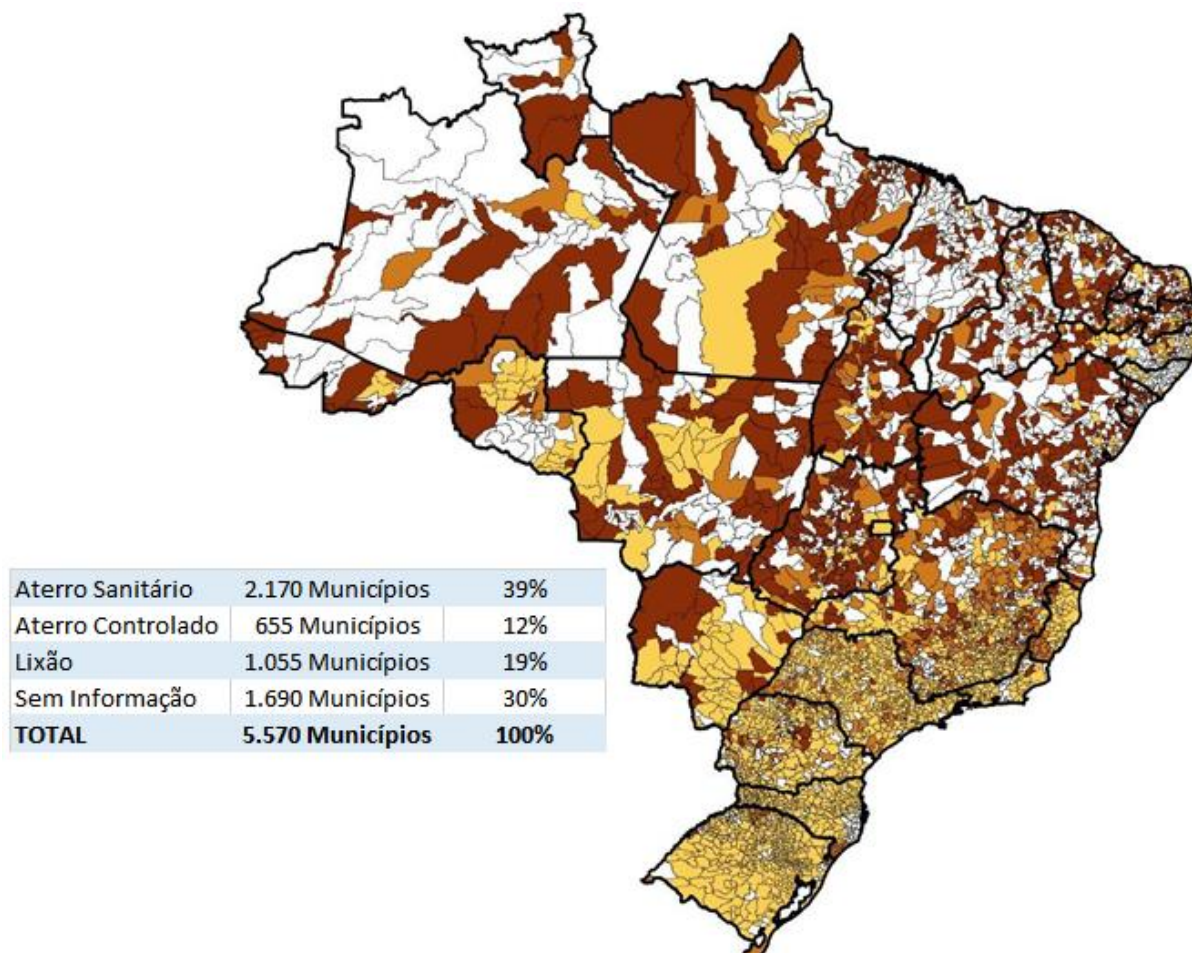 Aterro Sanitário 2.170 Municípios 39%
Aterro Controlado 655 Municípios 12%
Lixão 1.055 Municípios 19%
Sem Informação 1.690 Municípios 30%
TOTAL 5.570 Municípios 100%